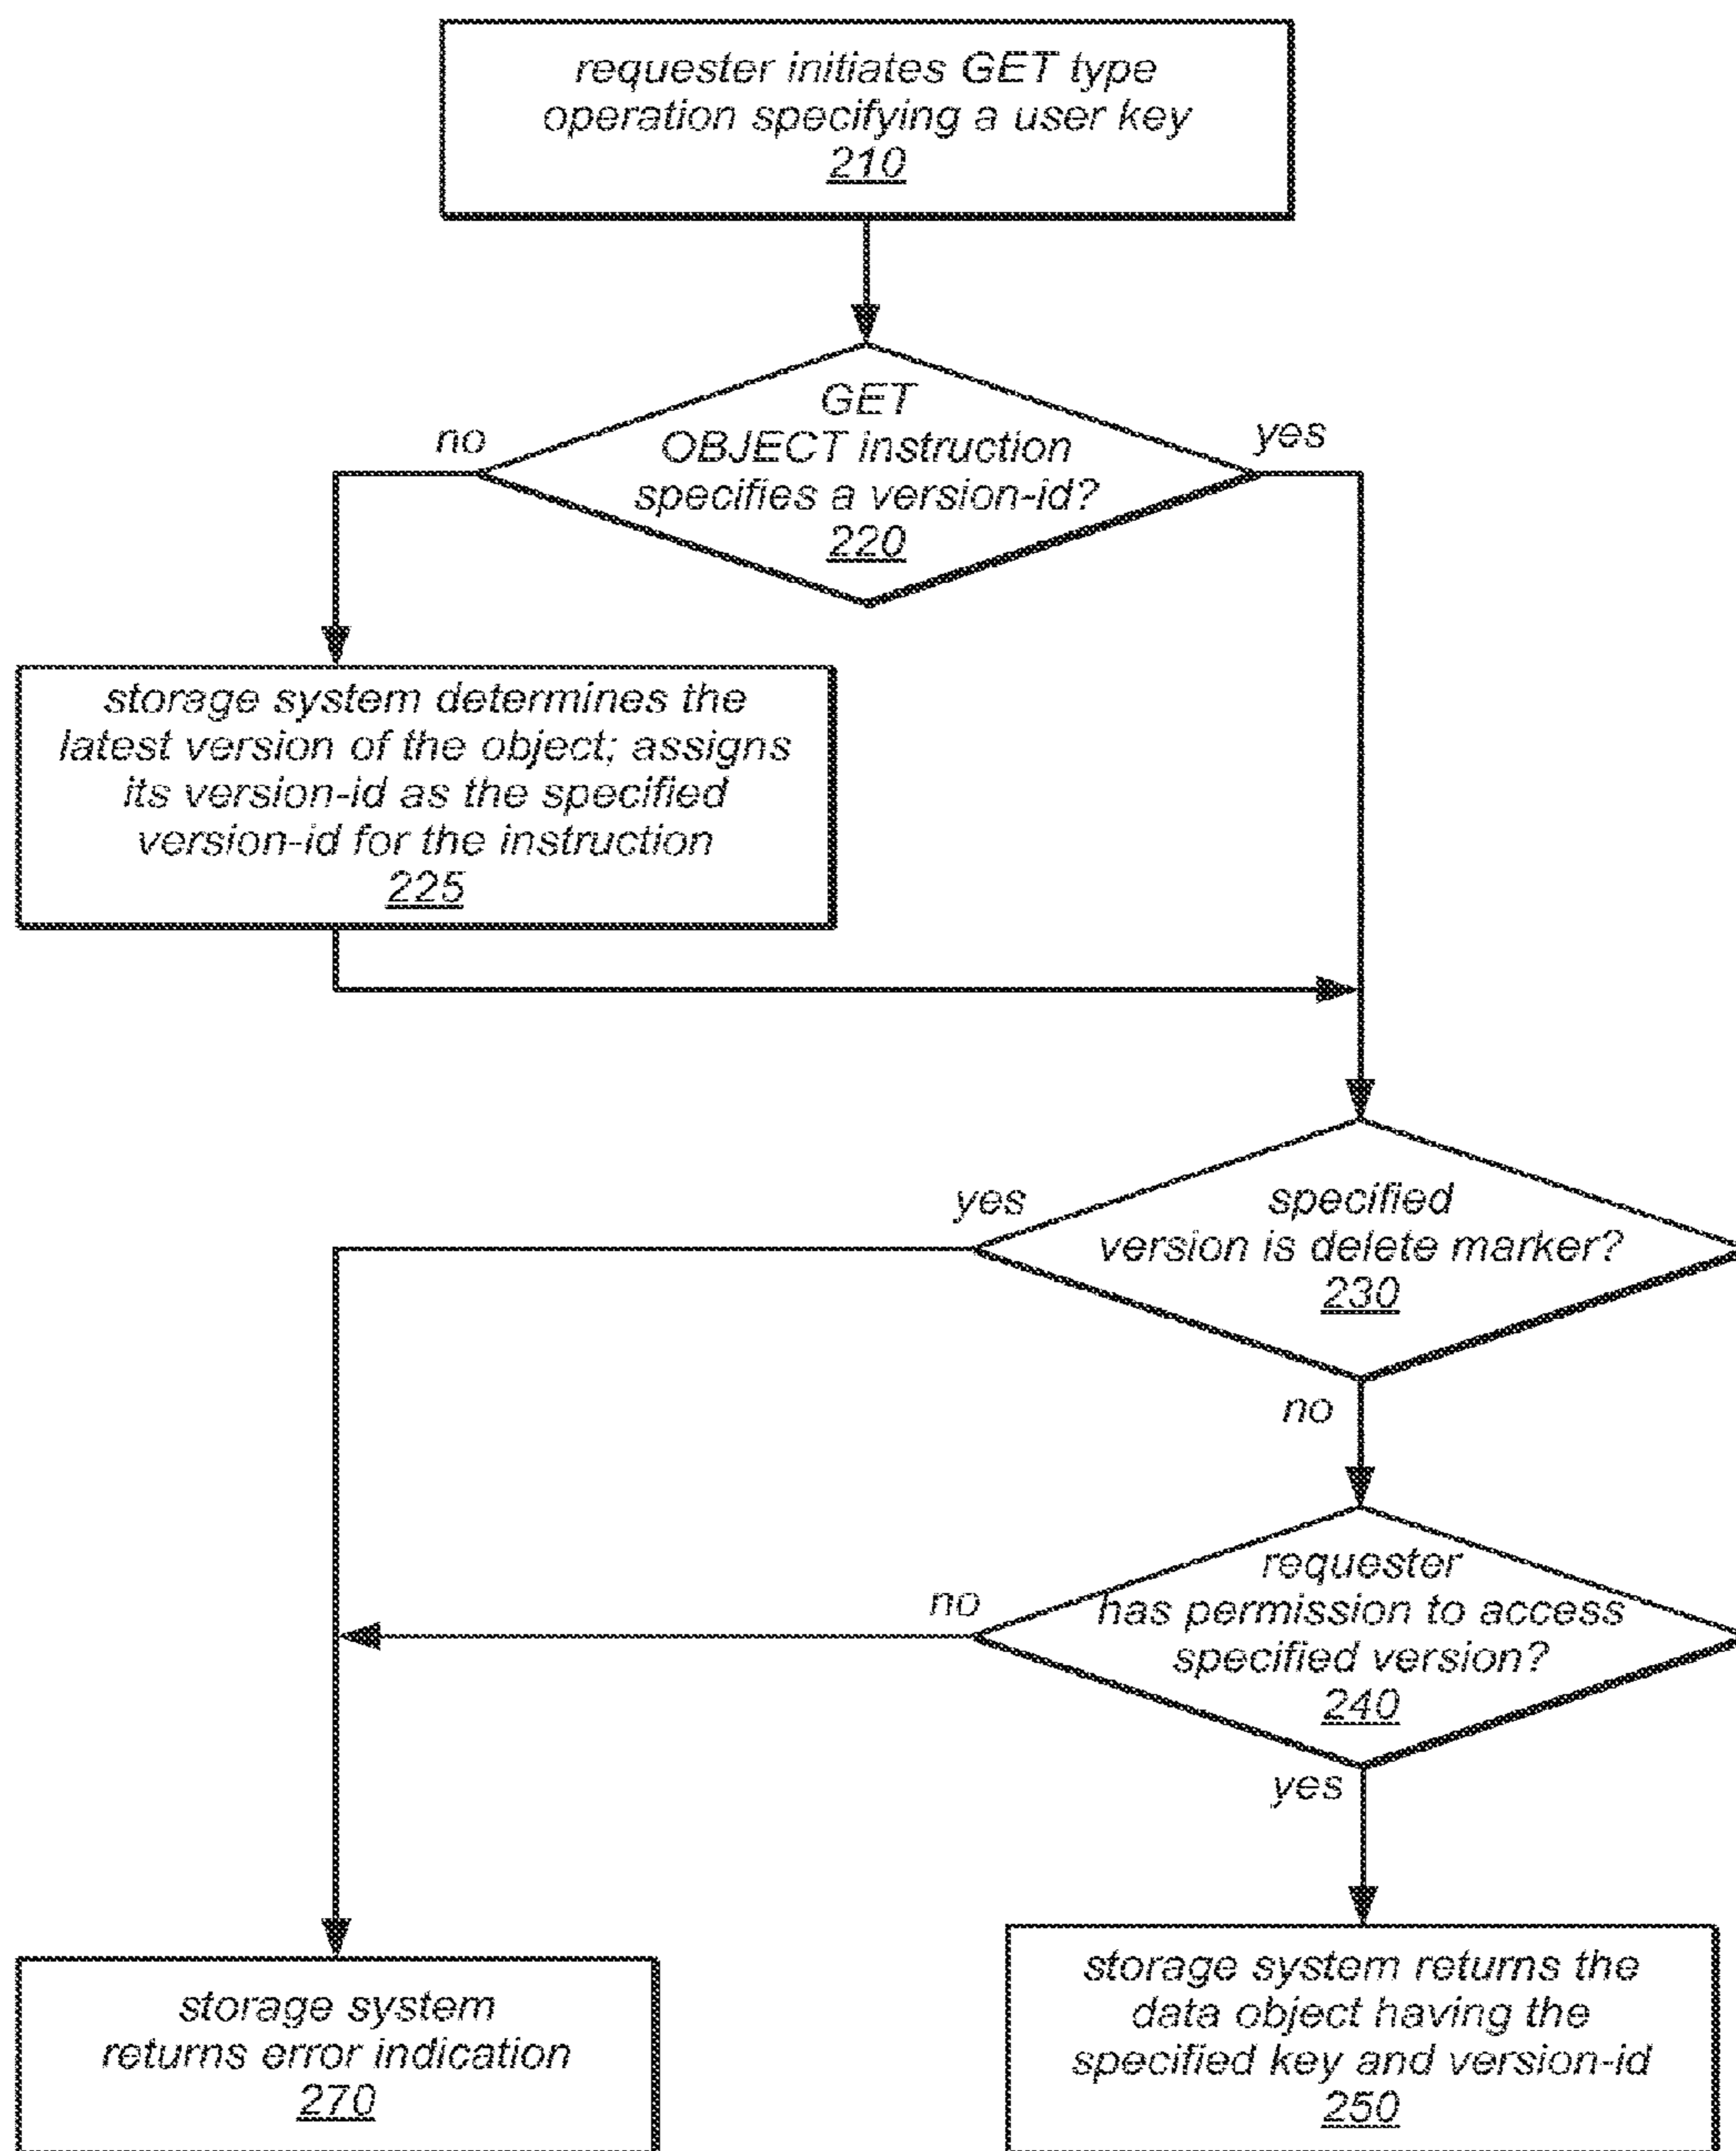 requester initiates GET type
operation specifying a user key
210
GET
OBJECT instruction
specifies a version-id?
220
no
yes
storage system determines the
latest version of the object; assigns
its version-id as the specified
version-id for the instruction
225
yes
specified
version is delete marker?
230
no
requester
has permission to access
specified version?
240
no
yes
storage system
returns error indication
270
storage system returns the
data object having the
specified key and version-id
250